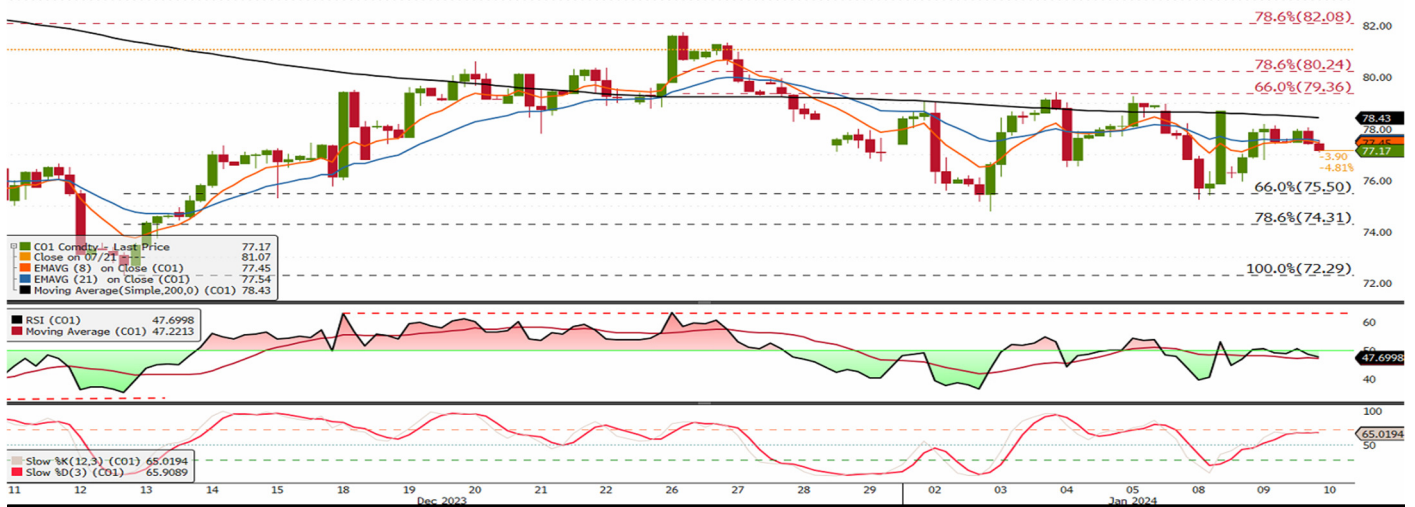 78.6%(82.08)
82.00
78.6%(80.24)
80.00
66.0%(79.36)
78.43
78.00
77.45
77.17
-3.90
-4.81%
76.00
66.0%(75.50)
78.6%(74.31)
74.00
100.0%(72.29)
72.00
C01 Comdty - Last Price 77.17
Close on 07/21 81.07
EMAVG (8) on Close (C01) 77.45
EMAVG (21) on Close (C01) 77.54
Moving Average(Simple,200,0) (C01) 78.43
RSI (C01) 47.6998
Moving Average (C01) 47.2213
60
50
47.6998
40
100
65.0194
50
Slow %K(12,3) (C01) 65.0194
Slow %D(3) (C01) 65.9089
11 12 13 14 15 18 19 20 21 22 26 27 28 29 02 03 04 05 08 09 10
Dec 2023 Jan 2024